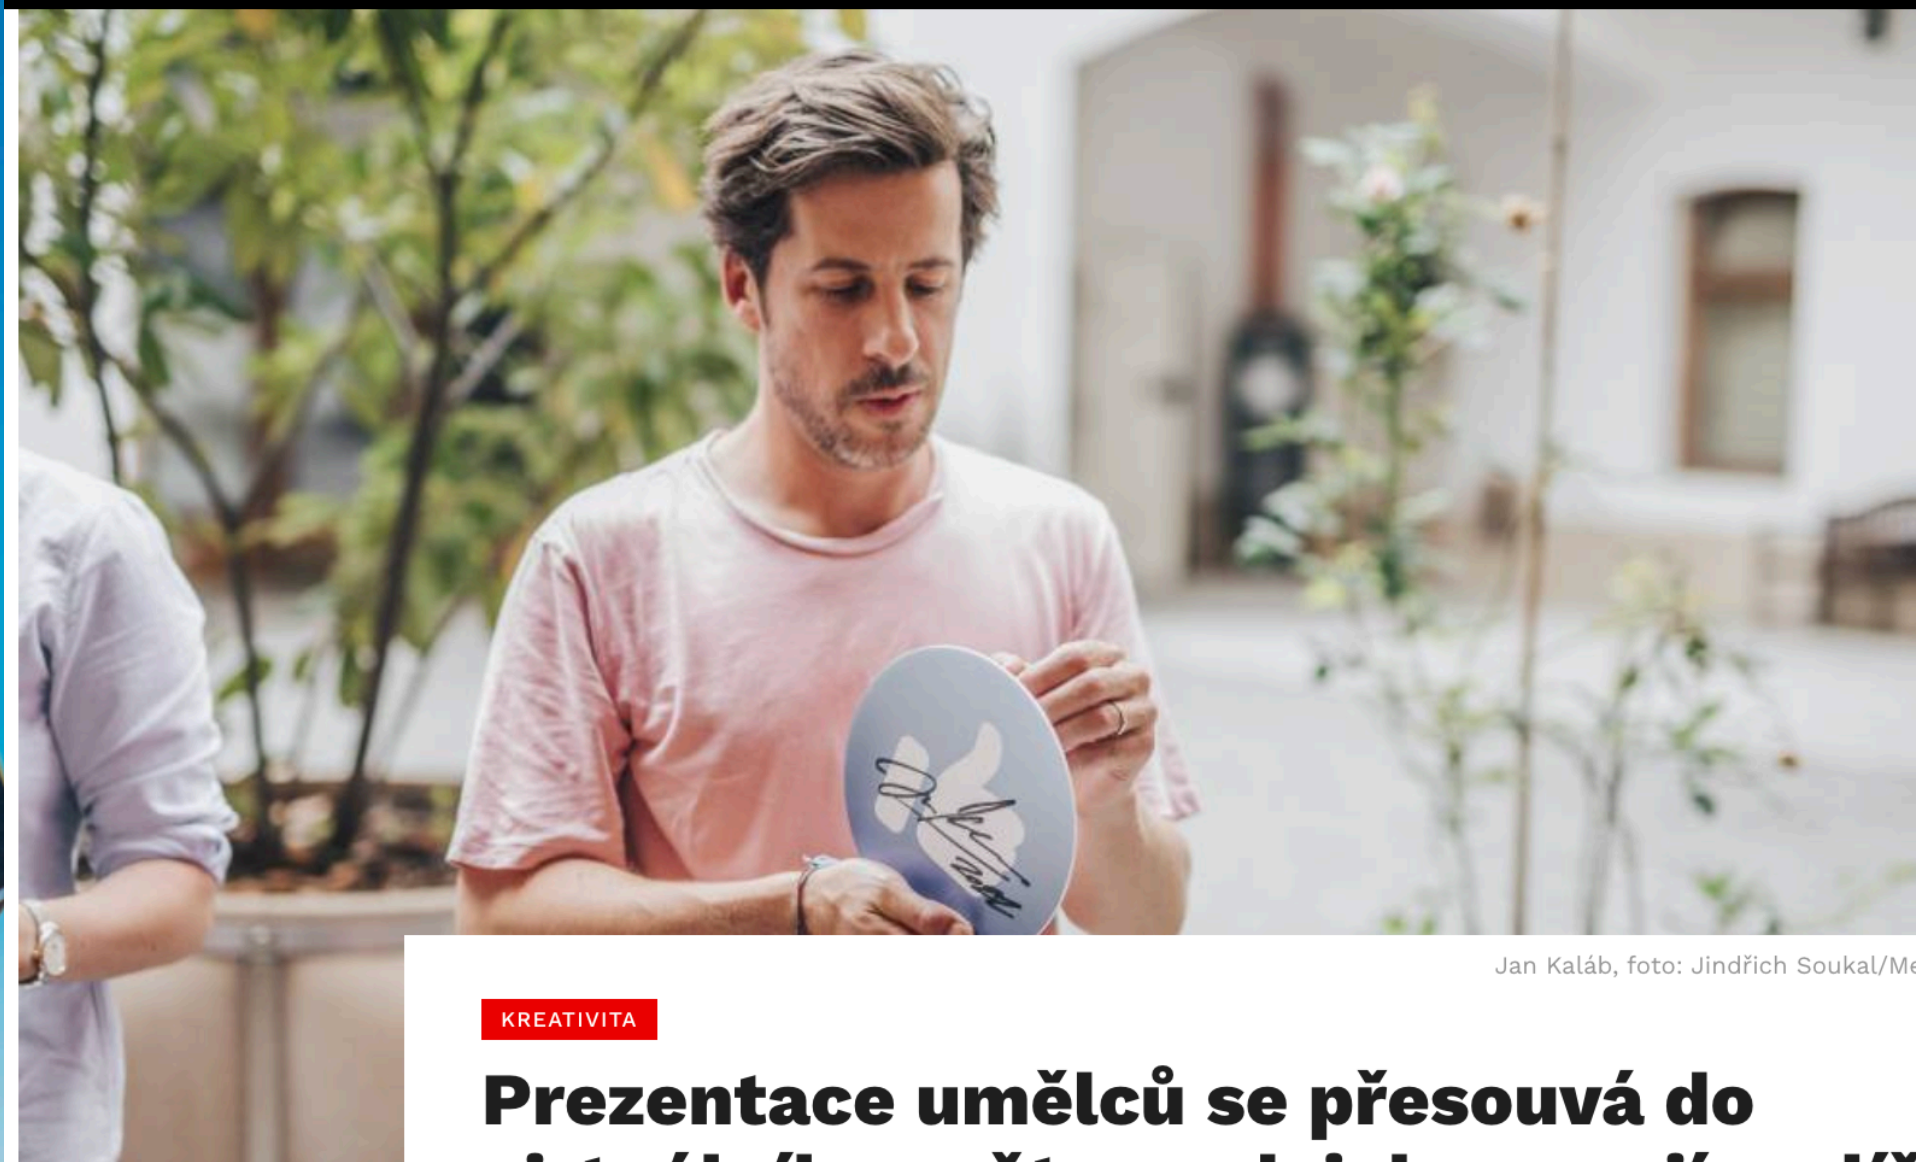 Jan Kaláb, foto: Jindřich Soukal/Me
KREATIVITA
Prezentace umělců se přesouvá do